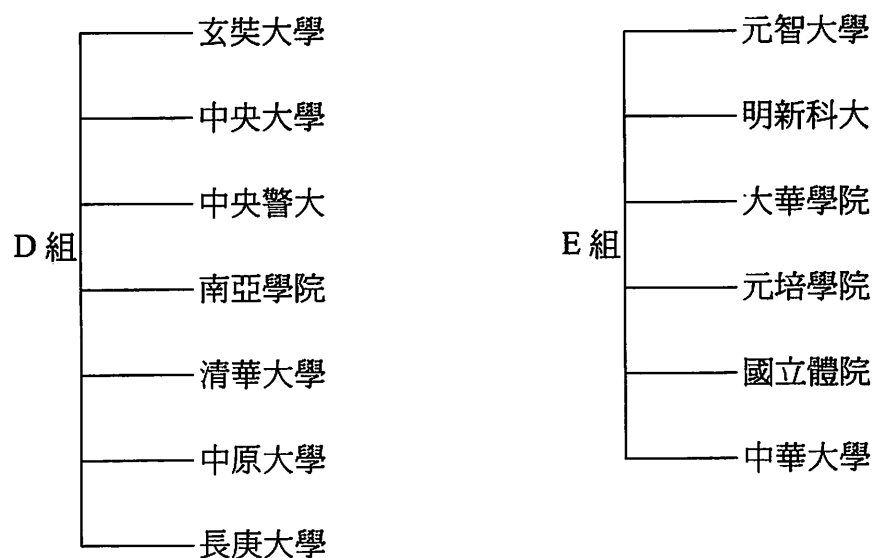 D 組
玄奘大學
中央大學
中央警大
南亞學院
清華大學
中原大學
長庚大學
E 組
元智大學
明新科大
大華學院
元培學院
國立體院
中華大學